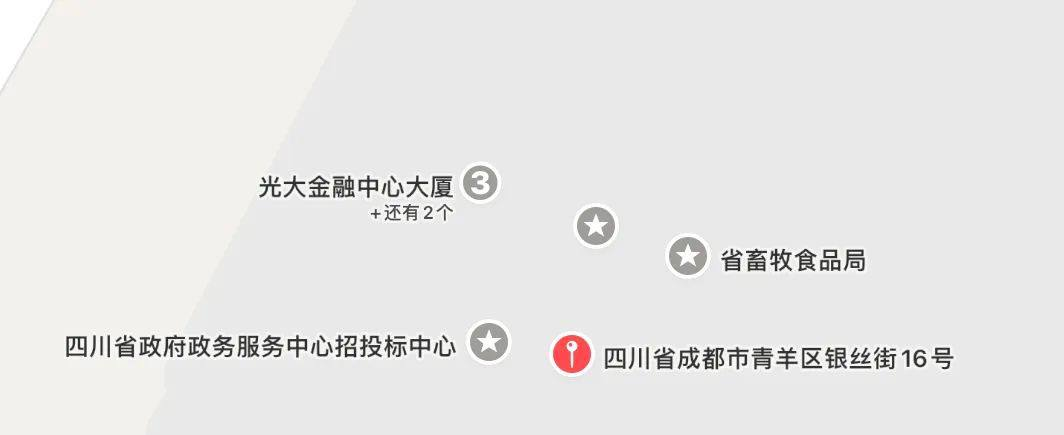 光大金融中心大厦
3
+还有2个
省畜牧食品局
四川省政府政务服务中心招投标中心
四川省成都市青羊区银丝街16号